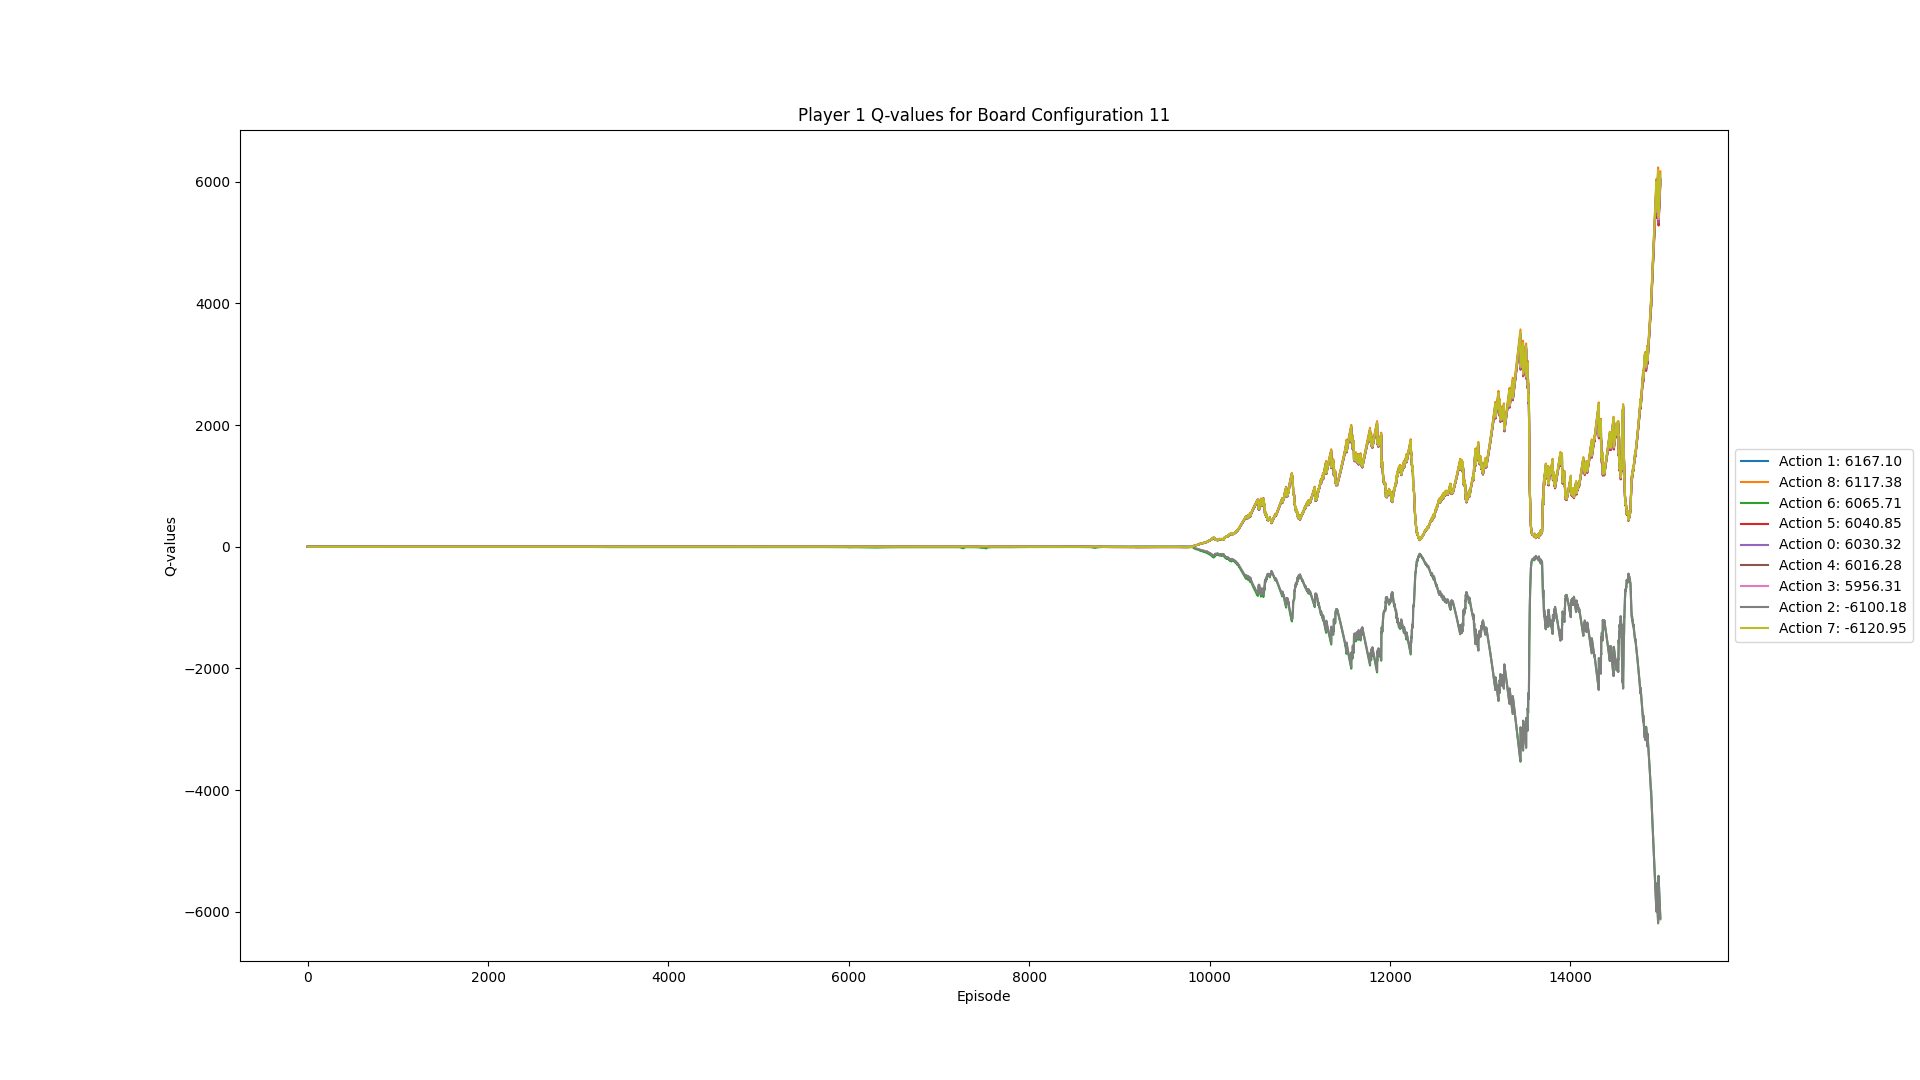 Player 1 Q-values for Board Configuration 11
6000
4000
2000
0
−2000
−4000
−6000
Q-values
0
2000
4000
6000
8000
10000
12000
14000
Episode
Action 1: 6167.10
Action 8: 6117.38
Action 6: 6065.71
Action 5: 6040.85
Action 0: 6030.32
Action 4: 6016.28
Action 3: 5956.31
Action 2: -6100.18
Action 7: -6120.95